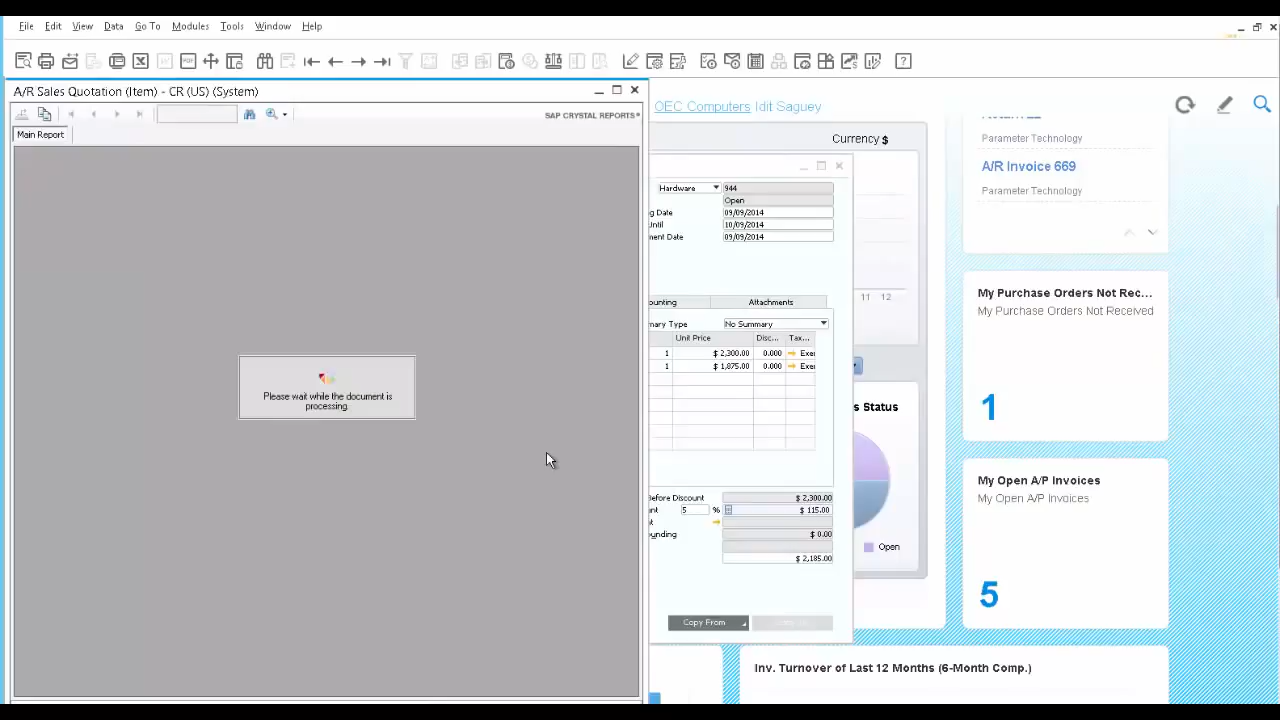 File Edit View Data Go To Modules Tools Window Help
A/R Sales Quotation (Item) - CR (US) (System)
SAP CRYSTAL REPORTS®
Main Report
Please wait while the document is
processing.
OEC Computers Idit Saguey
Currency $
Hardware 944
Open
ng Date 09/09/2014
Until 10/09/2014
ment Date 09/09/2014
ounting Attachments
mary Type No Summary
Unit Price Disc... Tax...
1 $ 2,300.00 0.000 Exe
1 $ 1,875.00 0.000 Exe
Before Discount $ 2,300.00
unt 5 % $ 115.00
ounding $ 0.00
$ 2,185.00
Copy From
11 12
s Status
Open
Parameter Technology
A/R Invoice 669
Parameter Technology
My Purchase Orders Not Rec...
My Purchase Orders Not Received
1
My Open A/P Invoices
My Open A/P Invoices
5
Inv. Turnover of Last 12 Months (6-Month Comp.)